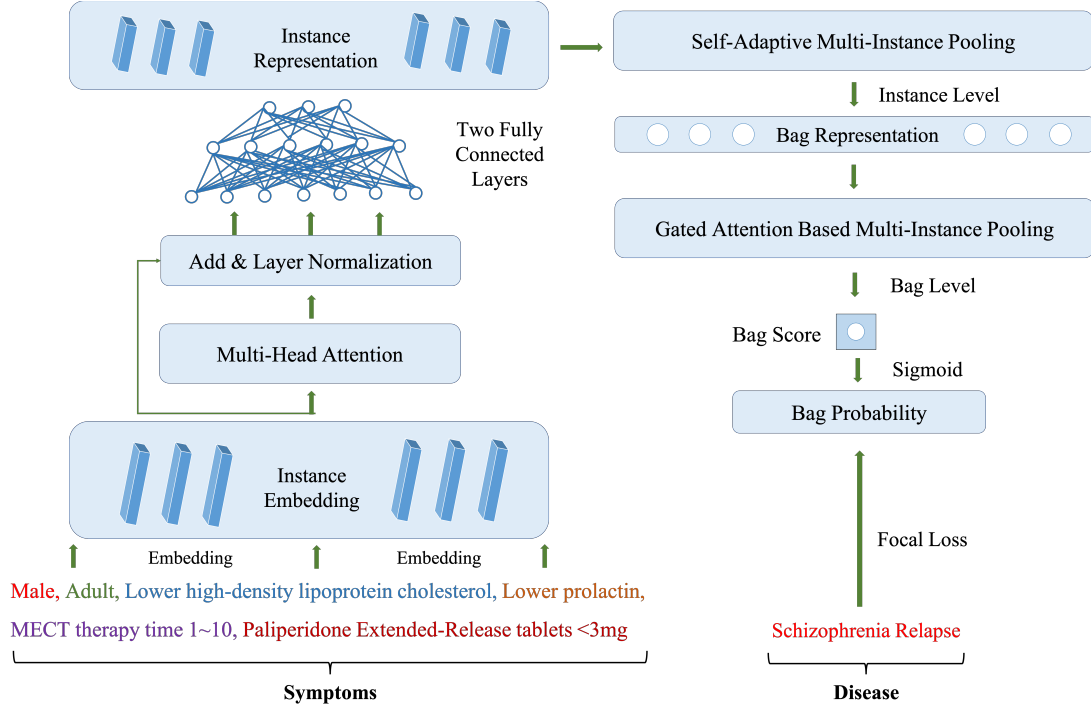 Instance
Representation
Two Fully
Connected
Layers
Add & Layer Normalization
Multi-Head Attention
Instance
Embedding
Embedding
Embedding
Male, Adult, Lower high-density lipoprotein cholesterol, Lower prolactin,
MECT therapy time 1~10, Paliperidone Extended-Release tablets <3mg
Symptoms
Self-Adaptive Multi-Instance Pooling
Instance Level
Bag Representation
Gated Attention Based Multi-Instance Pooling
Bag Level
Bag Score
Sigmoid
Bag Probability
Focal Loss
Schizophrenia Relapse
Disease